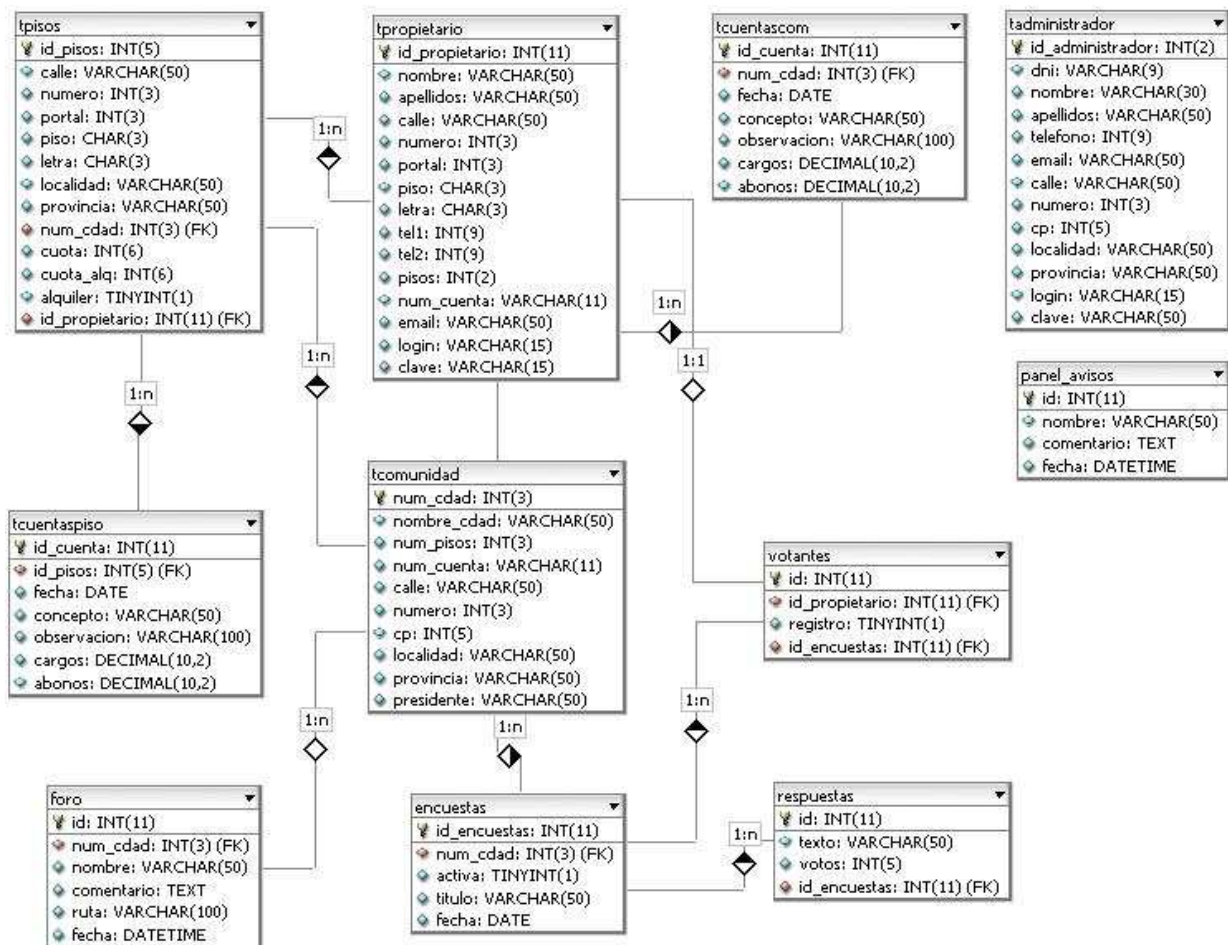 tpisos
id_pisos: INT(5)
calle: VARCHAR(50)
numero: INT(3)
portal: INT(3)
piso: CHAR(3)
letra: CHAR(3)
localidad: VARCHAR(50)
provincia: VARCHAR(50)
num_cdad: INT(3) (FK)
cuota: INT(6)
cuota_alq: INT(6)
alquiler: TINYINT(1)
id_propietario: INT(11) (FK)
tpropietario
id_propietario: INT(11)
nombre: VARCHAR(50)
apellidos: VARCHAR(50)
calle: VARCHAR(50)
numero: INT(3)
portal: INT(3)
piso: CHAR(3)
letra: CHAR(3)
tel1: INT(9)
tel2: INT(9)
pisos: INT(2)
num_cuenta: VARCHAR(11)
email: VARCHAR(50)
login: VARCHAR(15)
clave: VARCHAR(15)
tcuentascom
id_cuenta: INT(11)
num_cdad: INT(3) (FK)
fecha: DATE
concepto: VARCHAR(50)
observacion: VARCHAR(100)
cargos: DECIMAL(10,2)
abonos: DECIMAL(10,2)
tadministrador
id_administrador: INT(2)
dni: VARCHAR(9)
nombre: VARCHAR(30)
apellidos: VARCHAR(50)
telefono: INT(9)
email: VARCHAR(50)
calle: VARCHAR(50)
numero: INT(3)
cp: INT(5)
localidad: VARCHAR(50)
provincia: VARCHAR(50)
login: VARCHAR(15)
clave: VARCHAR(50)
1:n
1:n
1:n
1:1
1:n
panel_avisos
id: INT(11)
nombre: VARCHAR(50)
comentario: TEXT
fecha: DATETIME
tcuentaspiso
id_cuenta: INT(11)
id_pisos: INT(5) (FK)
fecha: DATE
concepto: VARCHAR(50)
observacion: VARCHAR(100)
cargos: DECIMAL(10,2)
abonos: DECIMAL(10,2)
tcomunidad
num_cdad: INT(3)
nombre_cdad: VARCHAR(50)
num_pisos: INT(3)
num_cuenta: VARCHAR(11)
calle: VARCHAR(50)
numero: INT(3)
cp: INT(5)
localidad: VARCHAR(50)
provincia: VARCHAR(50)
presidente: VARCHAR(50)
votantes
id: INT(11)
id_propietario: INT(11) (FK)
registro: TINYINT(1)
id_encuestas: INT(11) (FK)
1:n
1:n
1:n
1:n
foro
id: INT(11)
num_cdad: INT(3) (FK)
nombre: VARCHAR(50)
comentario: TEXT
ruta: VARCHAR(100)
fecha: DATETIME
encuestas
id_encuestas: INT(11)
num_cdad: INT(3) (FK)
activa: TINYINT(1)
titulo: VARCHAR(50)
fecha: DATE
respuestas
id: INT(11)
texto: VARCHAR(50)
votos: INT(5)
id_encuestas: INT(11) (FK)